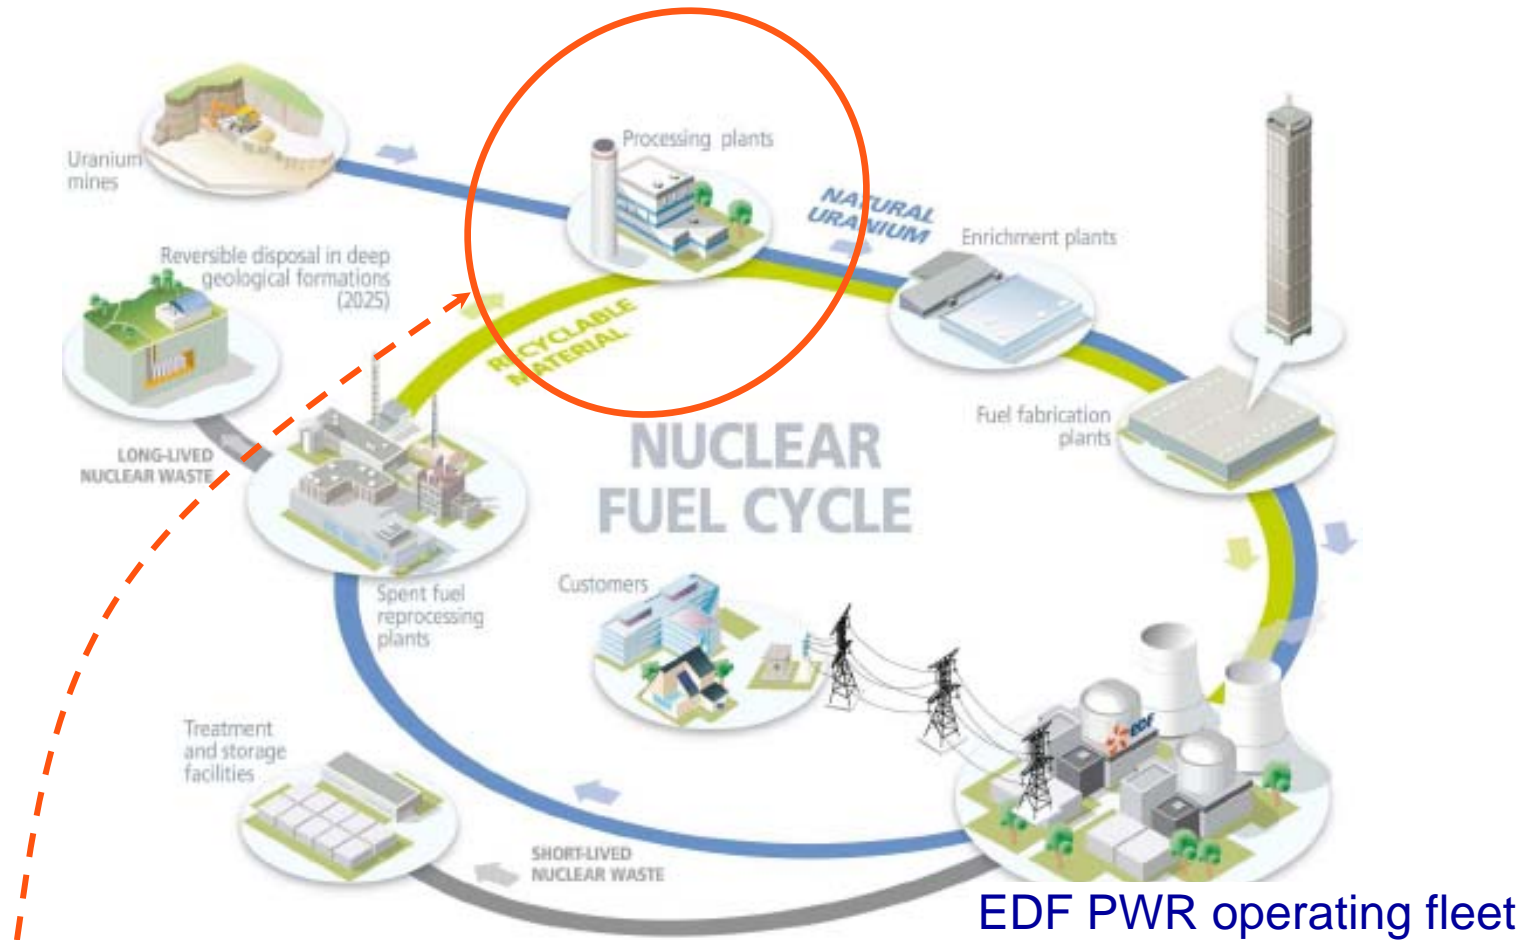 Processing plants
Uranium
mines
NATURAL
URANIUM
Enrichment plants
Reversible disposal in deep
geological formations
(2025)
RECYCLABLE
MATERIAL
Fuel fabrication
plants
NUCLEAR
FUEL CYCLE
LONG-LIVED
NUCLEAR WASTE
Customers
Spent fuel
reprocessing
plants
EDF
Treatment
and storage
facilities
SHORT-LIVED
NUCLEAR WASTE
EDF PWR operating fleet